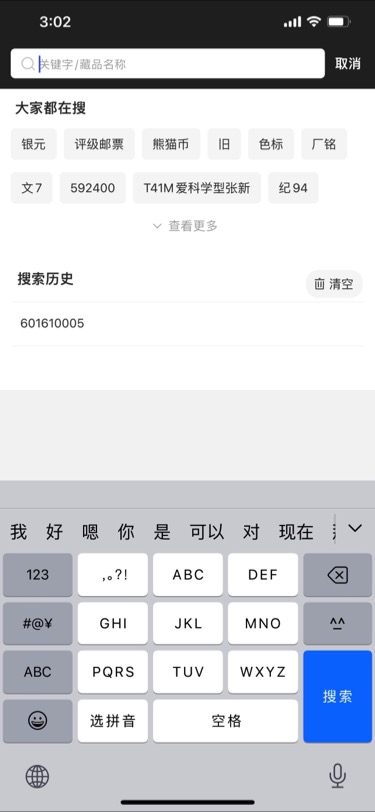 3:02
关键字/藏品名称 取消
大家都在搜
银元 评级邮票 熊猫币 旧 色标 厂铭
文7 592400 T41M爱科学型张新 纪94
查看更多
搜索历史 清空
601610005
我 好 嗯 你 是 可以 对 现在
123 ,。?! ABC DEF
#@¥ GHI JKL MNO ^^
ABC PQRS TUV WXYZ 搜索
选拼音 空格